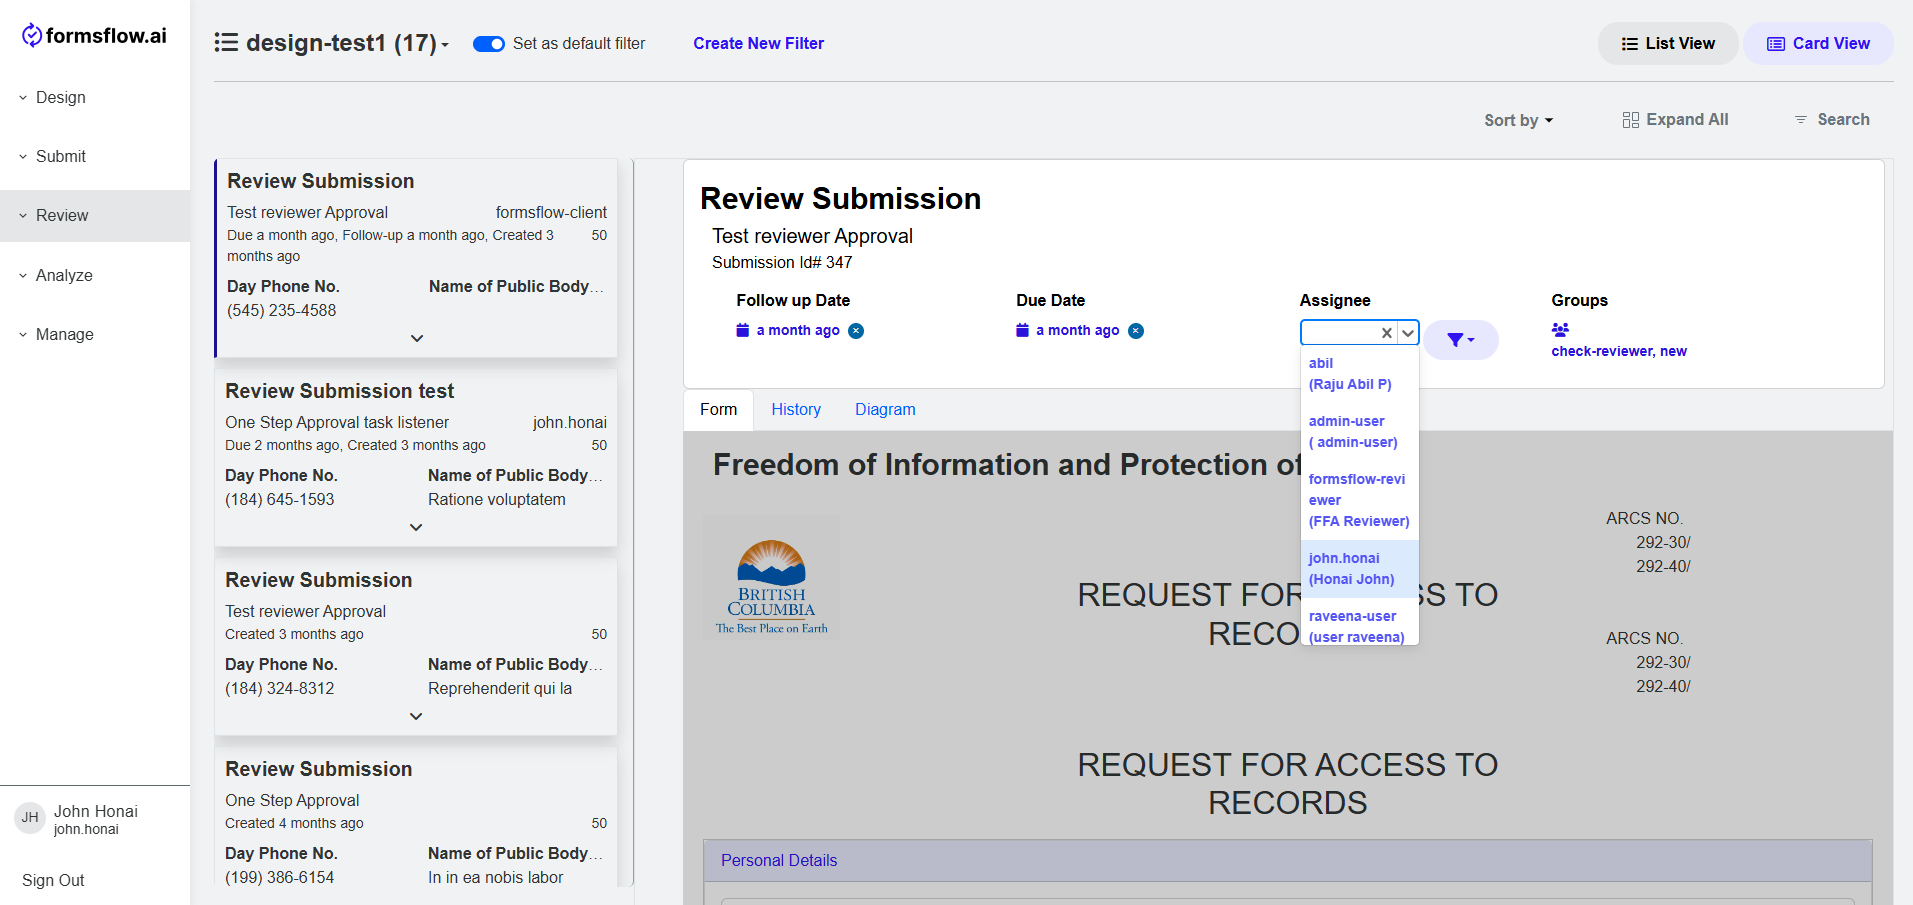 formsflow.ai
Design
Submit
Review
Analyze
Manage
JH
John Honai
john.honai
Sign Out
design-test1 (17)
Set as default filter
Create New Filter
List View
Card View
Sort by
Expand All
Search
Review Submission
Test reviewer Approval
formsflow-client
Due a month ago, Follow-up a month ago, Created 3
months ago
50
Day Phone No.
Name of Public Body...
(545) 235-4588
Review Submission test
One Step Approval task listener
john.honai
Due 2 months ago, Created 3 months ago
50
Day Phone No.
Name of Public Body...
(184) 645-1593
Ratione voluptatem
Review Submission
Test reviewer Approval
Created 3 months ago
50
Day Phone No.
Name of Public Body...
(184) 324-8312
Reprehenderit qui la
Review Submission
One Step Approval
Created 4 months ago
50
Day Phone No.
Name of Public Body...
(199) 386-6154
In in ea nobis labor
Review Submission
Test reviewer Approval
Submission Id# 347
Follow up Date
a month ago
Due Date
a month ago
Assignee
abil
(Raju Abil P)
admin-user
( admin-user)
formsflow-revi
ewer
(FFA Reviewer)
john.honai
(Honai John)
raveena-user
(user raveena)
Groups
check-reviewer, new
Form
History
Diagram
Freedom of Information and Protection of
BRITISH
COLUMBIA
The Best Place on Earth
REQUEST FOR S TO
RECO
ARCS NO.
292-30/
292-40/
ARCS NO.
292-30/
292-40/
REQUEST FOR ACCESS TO
RECORDS
Personal Details